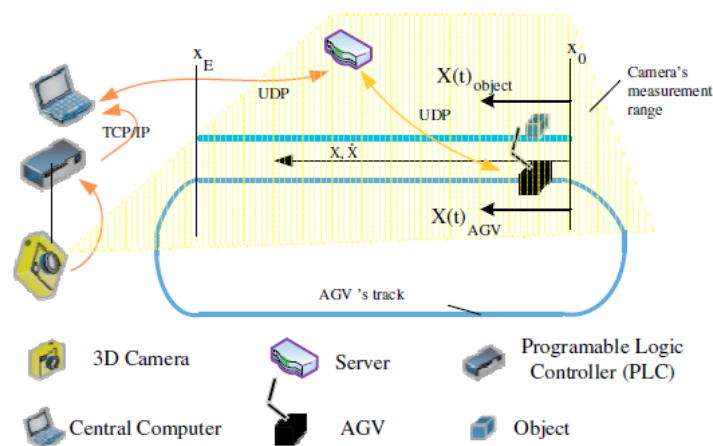 x
E
x
0
X(t) object
Camera's
measurement
range
UDP
UDP
TCP/IP
X, Ẋ
X(t)
AGV
AGV 's track
3D Camera
Server
Programable Logic
Controller (PLC)
Central Computer
AGV
Object